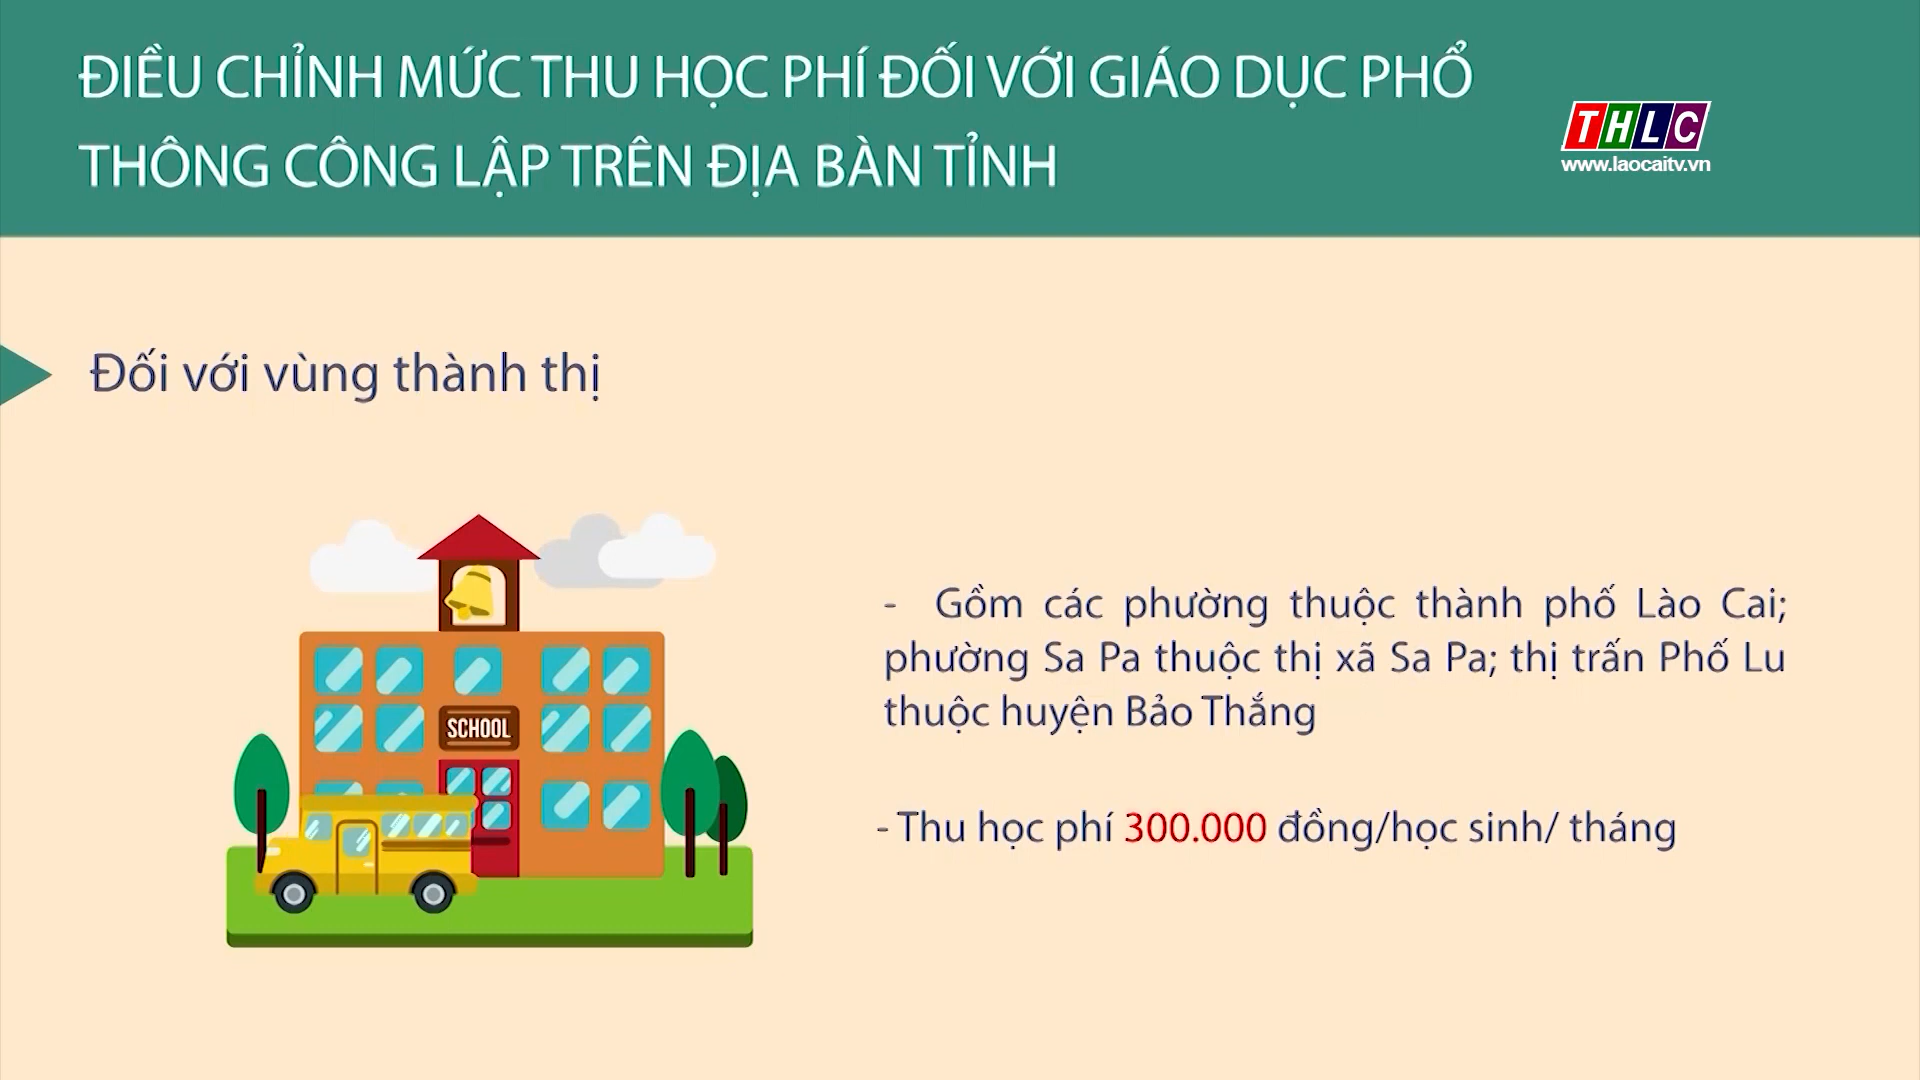 ĐIỀU CHỈNH MỨC THU HỌC PHÍ ĐỐI VỚI GIÁO DỤC PHỔ
THÔNG CÔNG LẬP TRÊN ĐỊA BÀN TỈNH
THLC
www.laocaitv.vn
Đối với vùng thành thị
SCHOOL
- Gồm các phường thuộc thành phố Lào Cai;
phường Sa Pa thuộc thị xã Sa Pa; thị trấn Phố Lu
thuộc huyện Bảo Thắng
- Thu học phí 300.000 đồng/học sinh/ tháng